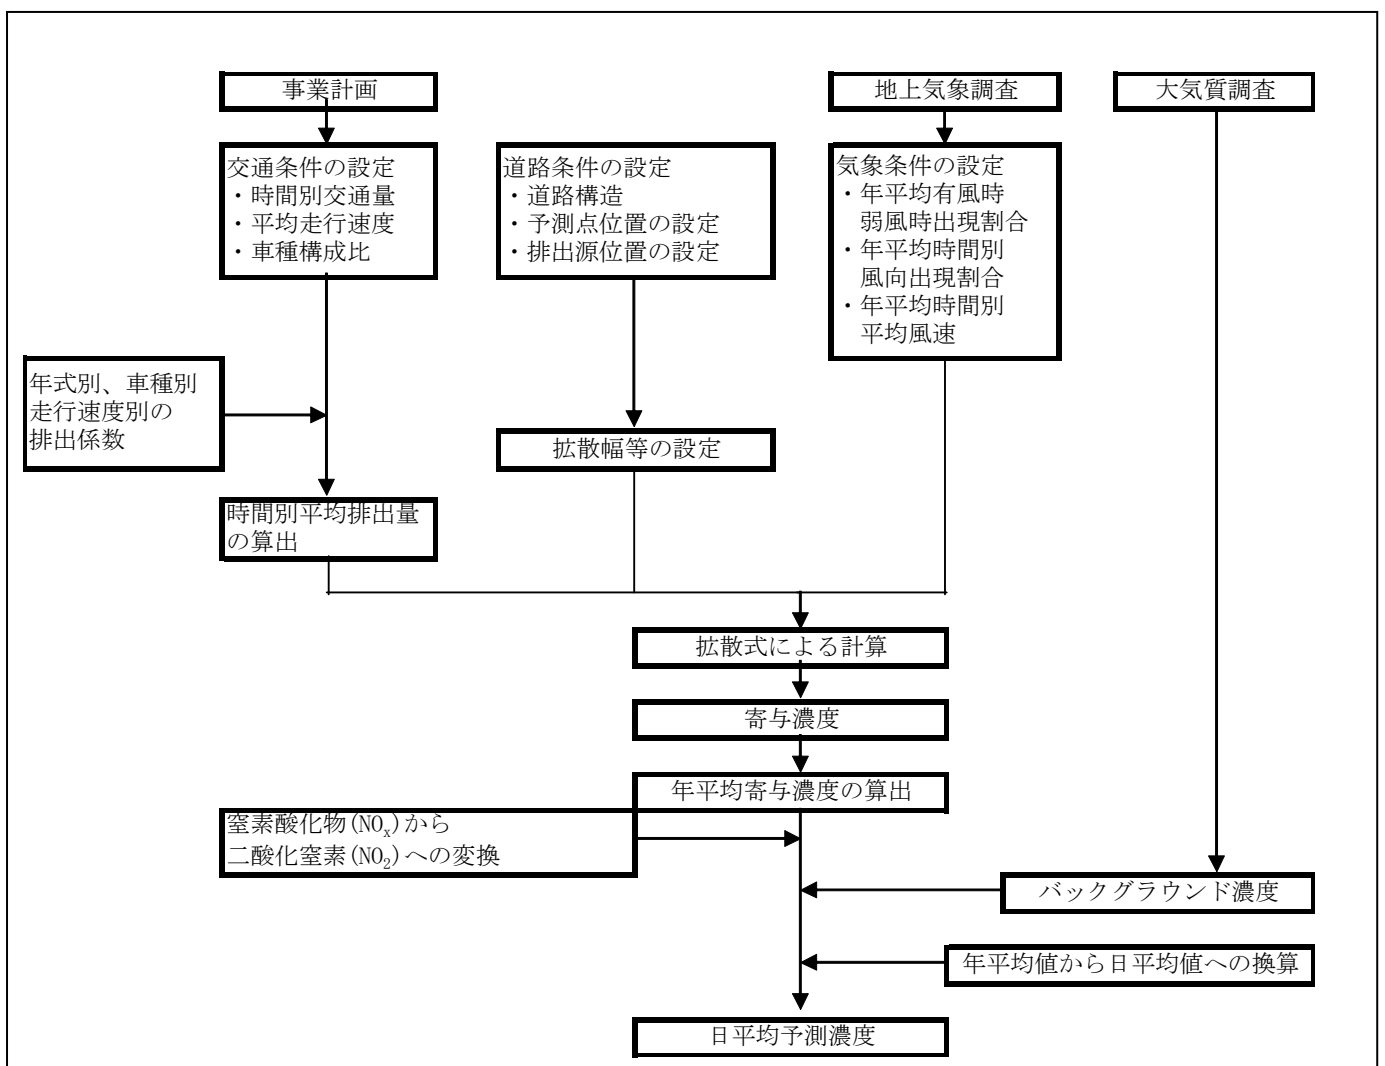 事業計画
地上気象調査
大気質調査
交通条件の設定
・時間別交通量
・平均走行速度
・車種構成比
道路条件の設定
・道路構造
・予測点位置の設定
・排出源位置の設定
気象条件の設定
・年平均有風時
弱風時出現割合
・年平均時間別
風向出現割合
・年平均時間別
平均風速
年式別、車種別
走行速度別の
排出係数
拡散幅等の設定
時間別平均排出量
の算出
拡散式による計算
寄与濃度
年平均寄与濃度の算出
窒素酸化物(NOx)から
二酸化窒素(NO2)への変換
バックグラウンド濃度
年平均値から日平均値への換算
日平均予測濃度